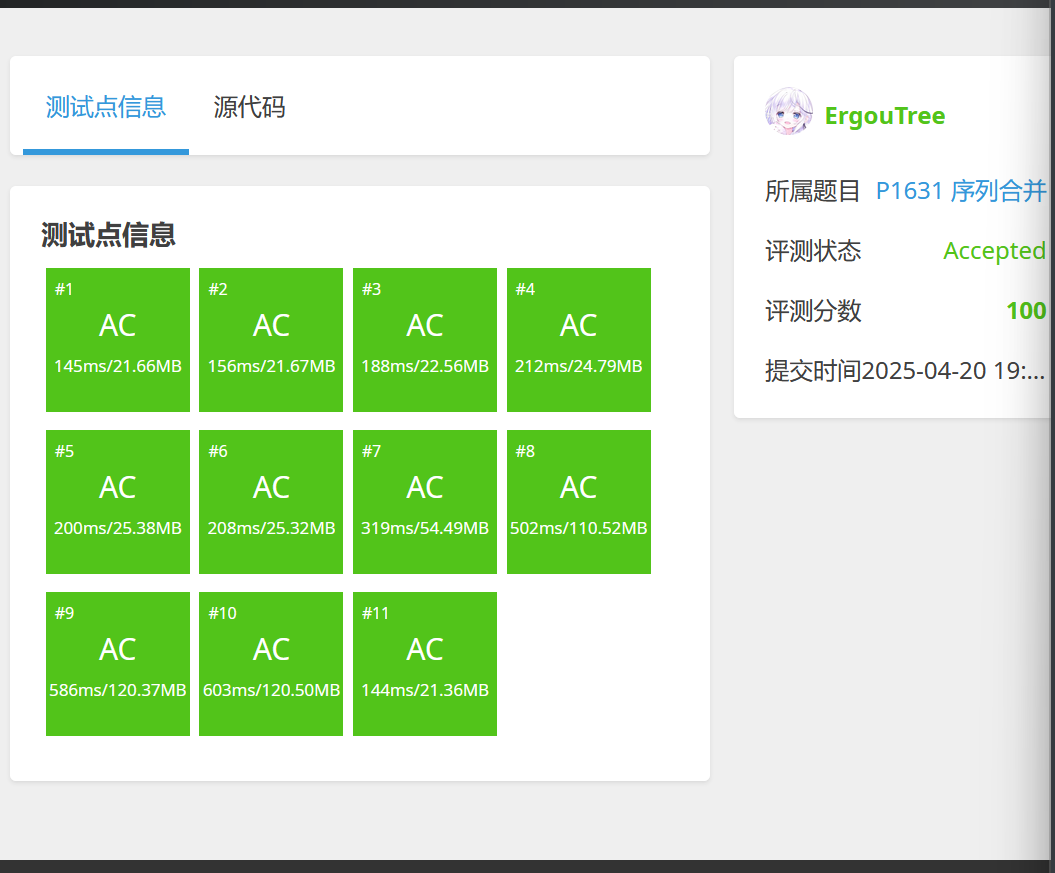 测试点信息 源代码
测试点信息
#1 #2 #3 #4
AC AC AC AC
145ms/21.66MB 156ms/21.67MB 188ms/22.56MB 212ms/24.79MB
#5 #6 #7 #8
AC AC AC AC
200ms/25.38MB 208ms/25.32MB 319ms/54.49MB 502ms/110.52MB
#9 #10 #11
AC AC AC
586ms/120.37MB 603ms/120.50MB 144ms/21.36MB
ErgouTree
所属题目 P1631 序列合并
评测状态 Accepted
评测分数 100
提交时间2025-04-20 19:...